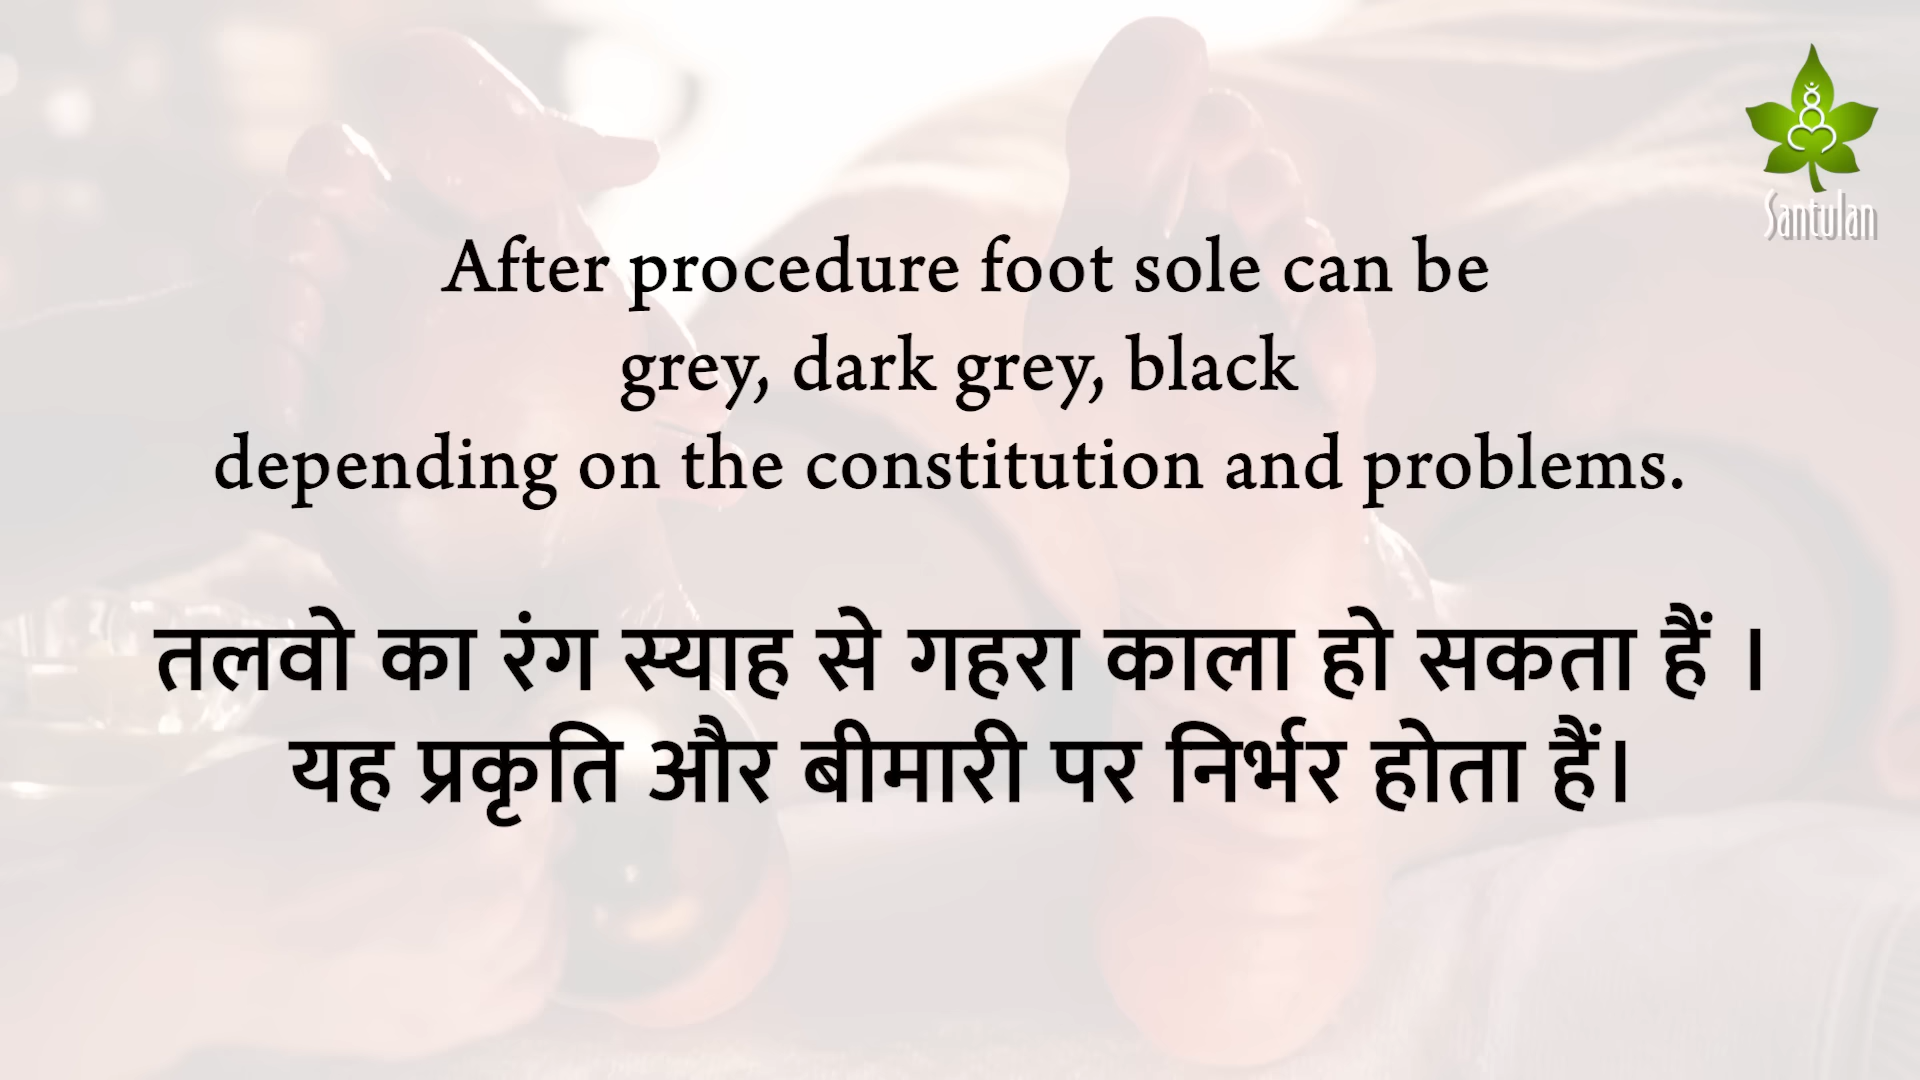 Santulan
After procedure foot sole can be
grey, dark grey, black
depending on the constitution and problems.
तलवो का रंग स्याह से गहरा काला हो सकता हैं ।
यह प्रकृति और बीमारी पर निर्भर होता हैं।